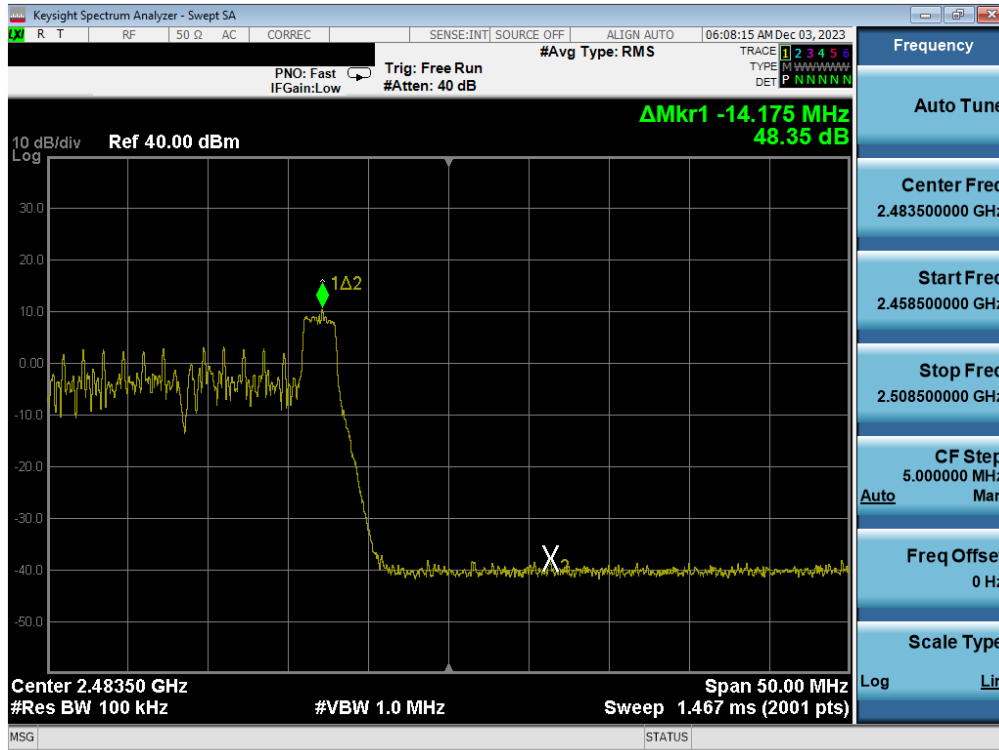 Keysight Spectrum Analyzer - Swept SA
LXI R T RF 50 Ω AC CORREC SENSE:INT SOURCE OFF ALIGN AUTO 06:08:15 AM Dec 03, 2023
#Avg Type: RMS
TRACE 1 2 3 4 5 6
PNO: Fast Trig: Free Run TYPE M WWWWW
IFGain:Low #Atten: 40 dB DET P N N N N N
ΔMkr1 -14.175 MHz
48.35 dB
10 dB/div Ref 40.00 dBm
Log
30.0
20.0
1Δ2
10.0
0.00
-10.0
-20.0
-30.0
X2
-40.0
-50.0
Center 2.48350 GHz Span 50.00 MHz
#Res BW 100 kHz #VBW 1.0 MHz Sweep 1.467 ms (2001 pts)
MSG STATUS
Frequency
Auto Tune
Center Freq
2.483500000 GHz
Start Freq
2.458500000 GHz
Stop Freq
2.508500000 GHz
CF Step
5.000000 MHz
Auto Man
Freq Offset
0 Hz
Scale Type
Log Lin